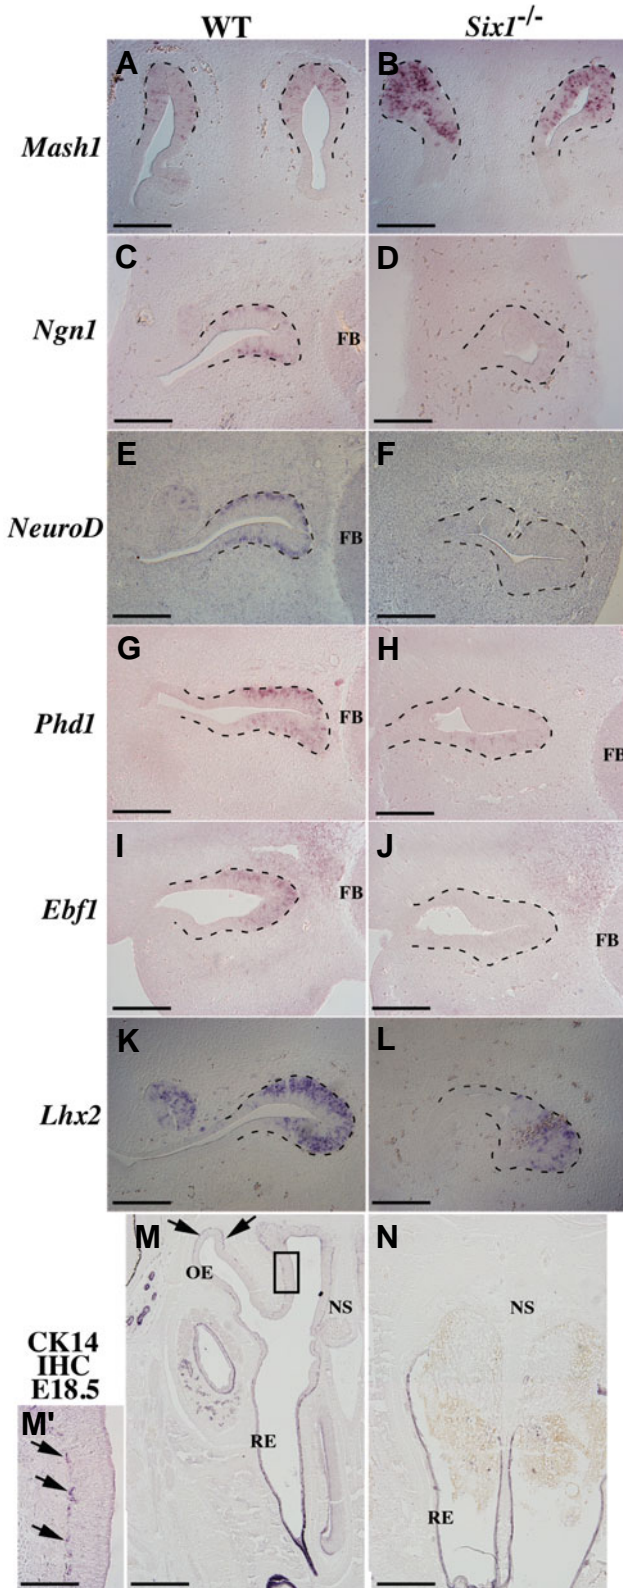 WT Six1-/-
A B
Mash1
C D
Ngn1
FB
E F
NeuroD
FB
G H
Phd1
FB FB
I J
Ebf1
FB FB
K L
Lhx2
M N
OE
NS NS
CK14
IHC
E18.5
M'
RE RE